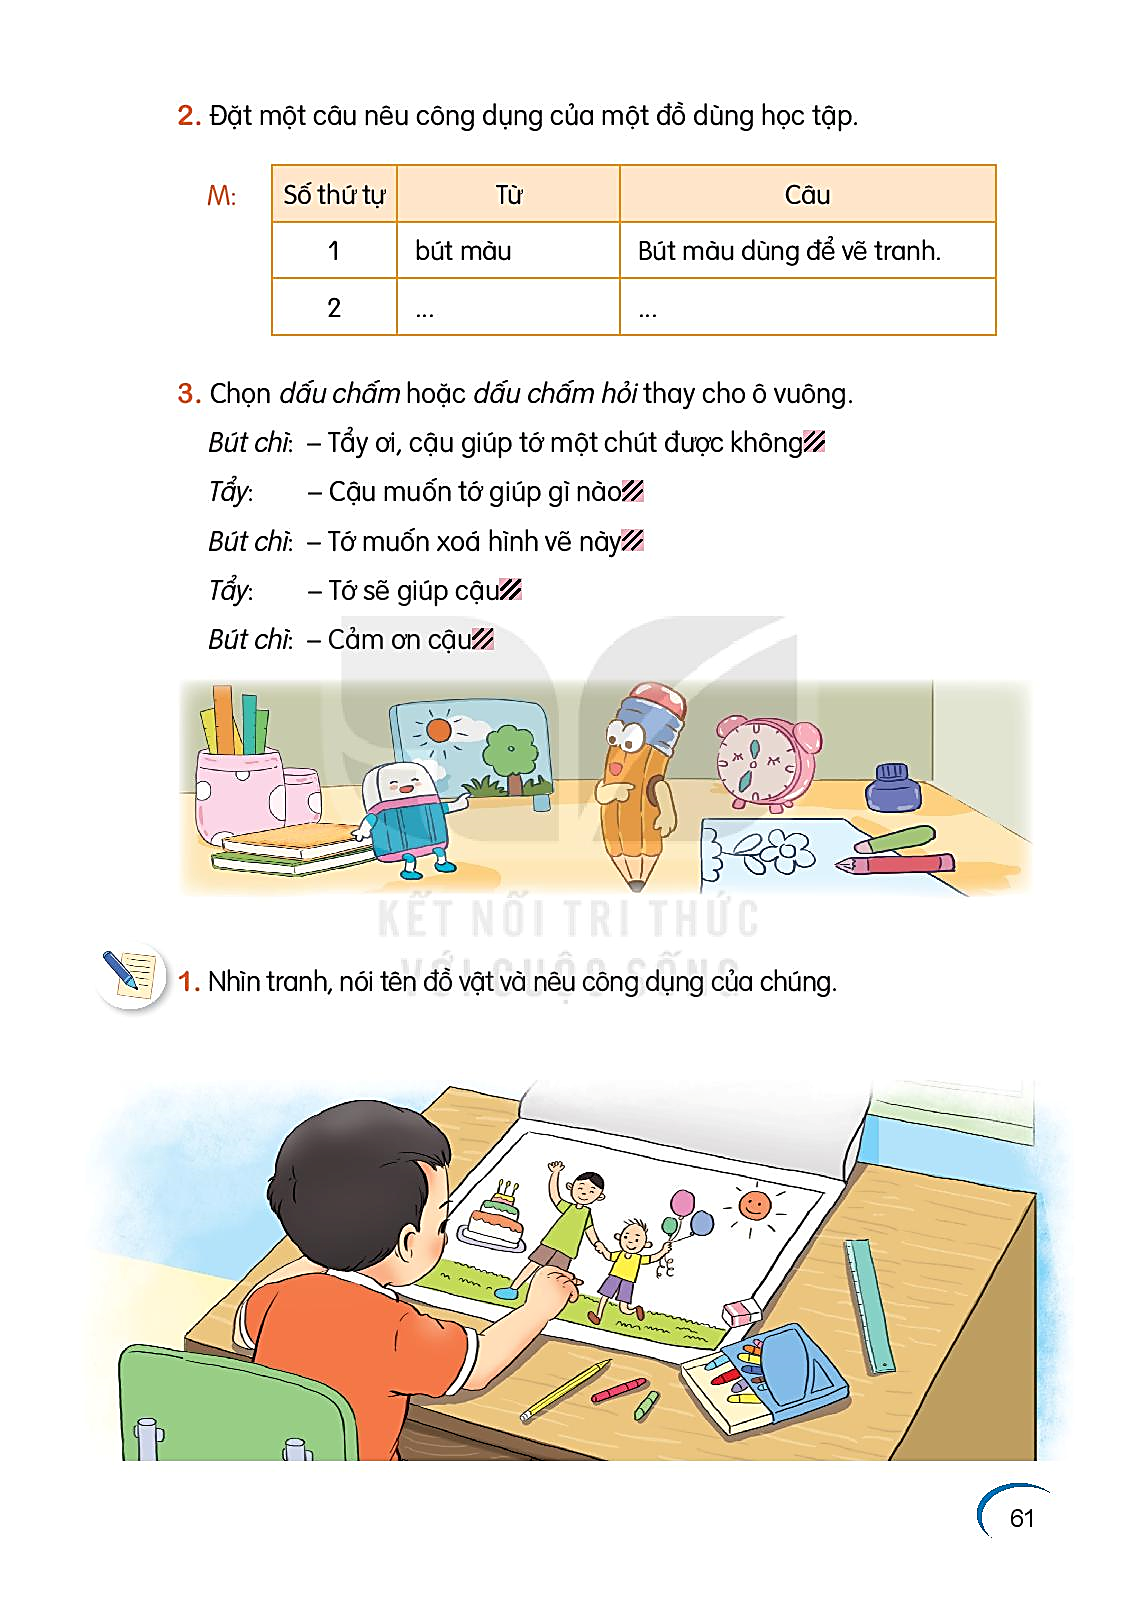 2. Đặt một câu nêu công dụng của một đồ dùng học tập.
M:
Số thứ tự Từ Câu
1 bút màu Bút màu dùng để vẽ tranh.
2 ... ...
3. Chọn dấu chấm hoặc dấu chấm hỏi thay cho ô vuông.
Bút chì: – Tẩy ơi, cậu giúp tớ một chút được không
Tẩy: – Cậu muốn tớ giúp gì nào
Bút chì: – Tớ muốn xoá hình vẽ này
Tẩy: – Tớ sẽ giúp cậu
Bút chì: – Cảm ơn cậu
KẾT NỐI TRI THỨC
VỚI CUỘC SỐNG
1. Nhìn tranh, nói tên đồ vật và nêu công dụng của chúng.
61